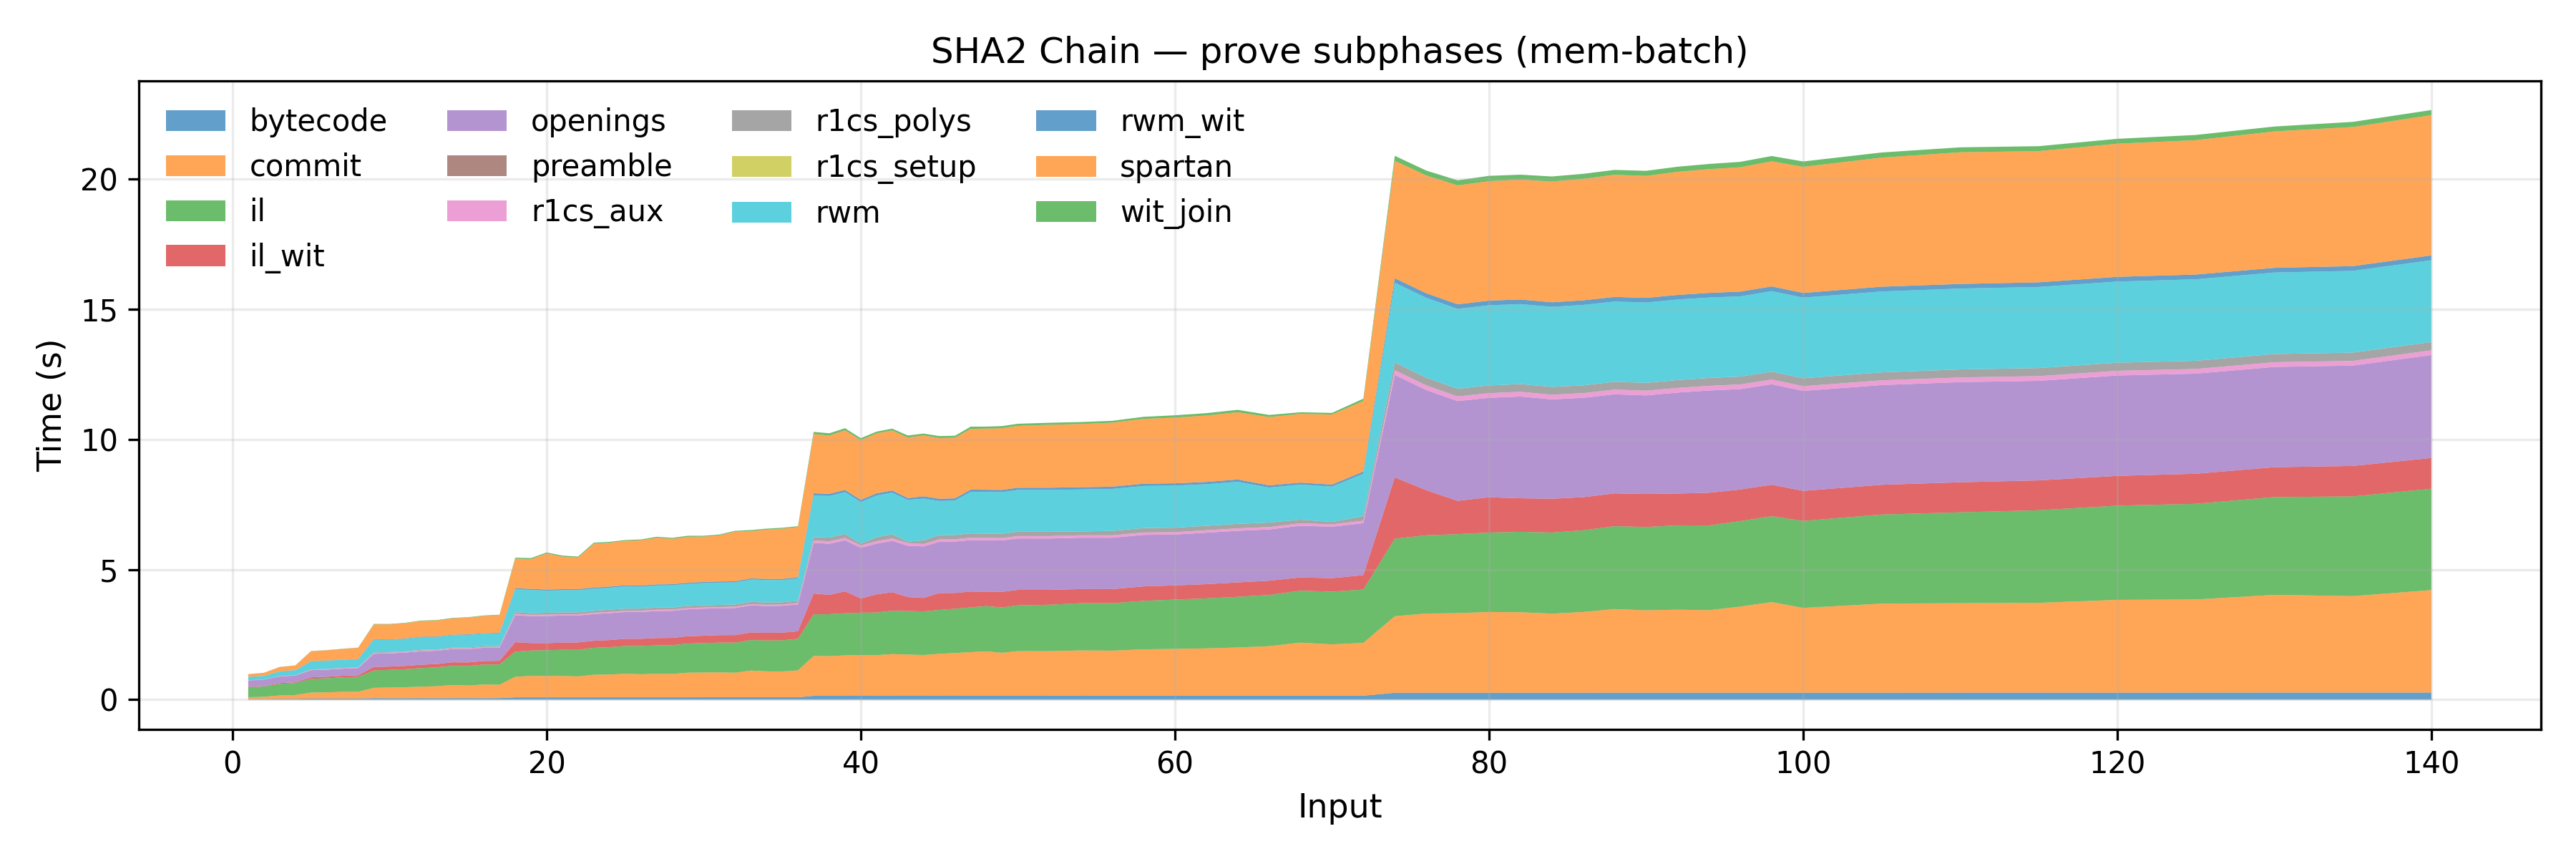 SHA2 Chain — prove subphases (mem-batch)
bytecode
commit
il
il_wit
openings
preamble
r1cs_aux
r1cs_polys
r1cs_setup
rwm
rwm_wit
spartan
wit_join
Time (s)
20
15
10
5
0
0 20 40 60 80 100 120 140
Input